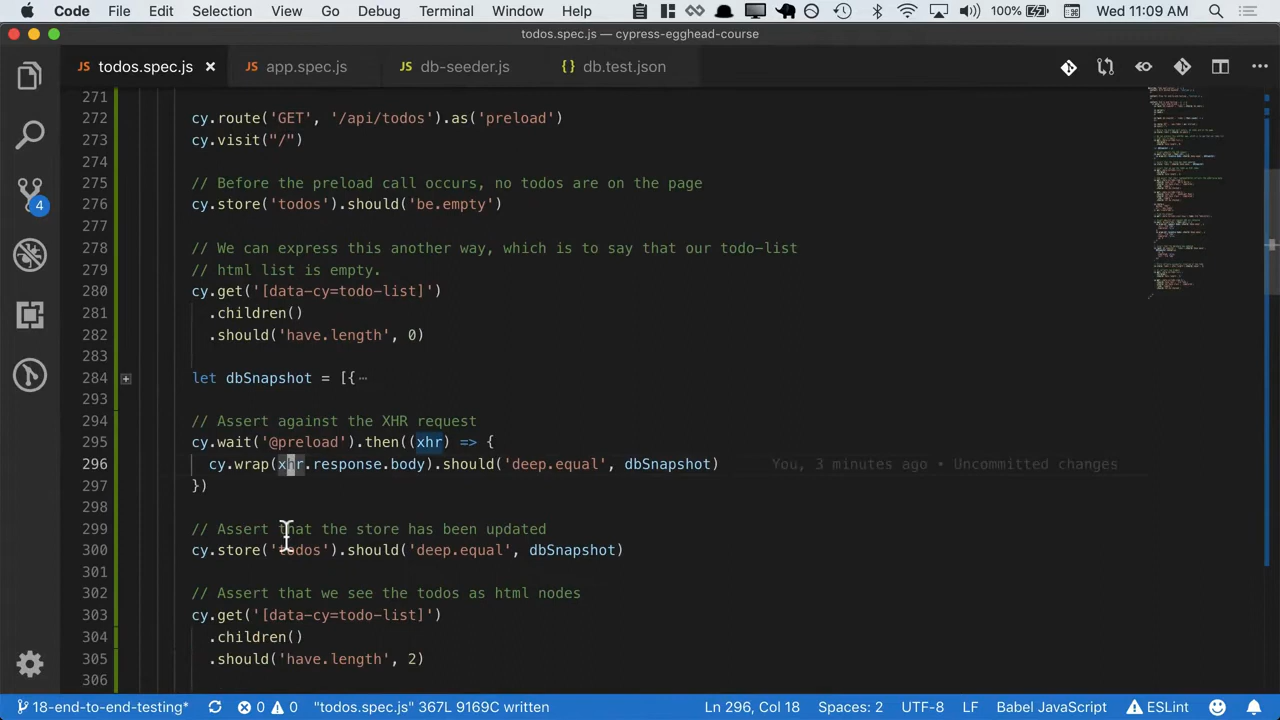 Code File Edit Selection View Go Debug Terminal Window Help 100% Wed 11:09 AM
todos.spec.js — cypress-egghead-course
JS todos.spec.js × JS app.spec.js JS db-seeder.js {} db.test.json
271
272 cy.route('GET', '/api/todos').as('preload')
273 cy.visit("/")
274
275 // Before the preload call occurs, no todos are on the page
276 cy.store('todos').should('be.empty')
277
278 // We can express this another way, which is to say that our todo-list
279 // html list is empty.
280 cy.get('[data-cy=todo-list]')
281 .children()
282 .should('have.length', 0)
283
284 let dbSnapshot = [{…
293
294 // Assert against the XHR request
295 cy.wait('@preload').then((xhr) => {
296 cy.wrap(xhr.response.body).should('deep.equal', dbSnapshot) You, 3 minutes ago • Uncommitted changes
297 })
298
299 // Assert that the store has been updated
300 cy.store('todos').should('deep.equal', dbSnapshot)
301
302 // Assert that we see the todos as html nodes
303 cy.get('[data-cy=todo-list]')
304 .children()
305 .should('have.length', 2)
306
4
18-end-to-end-testing* 0 0 "todos.spec.js" 367L 9169C written Ln 296, Col 18 Spaces: 2 UTF-8 LF Babel JavaScript ESLint